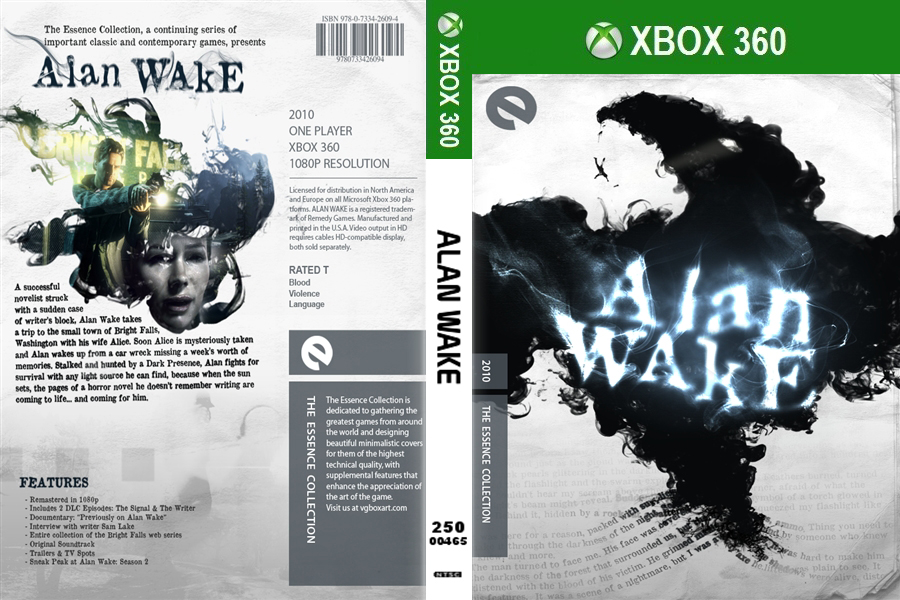 The Essence Collection, a continuing series of
important classic and contemporary games, presents
Alan WAkE
BRIGHT FALLS
A successful
novelist struck
with a sudden case
of writer's block, Alan Wake takes
a trip to the small town of Bright Falls,
Washington with his wife Alice. Soon Alice is mysteriously taken
and Alan wakes up from a car wreck missing a week's worth of
memories. Stalked and hunted by a Dark Presence, Alan fights for
survival with any light source he can find, because when the sun
sets, the pages of a horror novel he doesn't remember writing are
coming to life... and coming for him.
FEATURES
- Remastered in 1080p
- Includes 2 DLC Episodes: The Signal & The Writer
- Documentary: "Previously on Alan Wake"
- Interview with writer Sam Lake
- Entire collection of the Bright Falls web series
- Original Soundtrack
- Trailers & TV Spots
- Sneak Peak at Alan Wake: Season 2
ISBN 978-0-7334-2609-4
9780733426094
2010
ONE PLAYER
XBOX 360
1080P RESOLUTION
Licensed for distribution in North America
and Europe on all Microsoft Xbox 360 pla-
tforms. ALAN WAKE is a registered tradem-
ark of Remedy Games. Manufactured and
printed in the U.S.A. Video output in HD
requires cables HD-compatible display,
both sold separately.
RATED T
Blood
Violence
Language
THE ESSENCE COLLECTION
The Essence Collection is
dedicated to gathering the
greatest games from around
the world and designing
beautiful minimalistic covers
for them of the highest
technical quality, with
supplemental features that
enhance the appreciation of
the art of the game.
Visit us at vgboxart.com
XBOX 360
ALAN WAKE
250
00465
NTSC
XBOX 360
Alan
WAkE
2010
THE ESSENCE COLLECTION